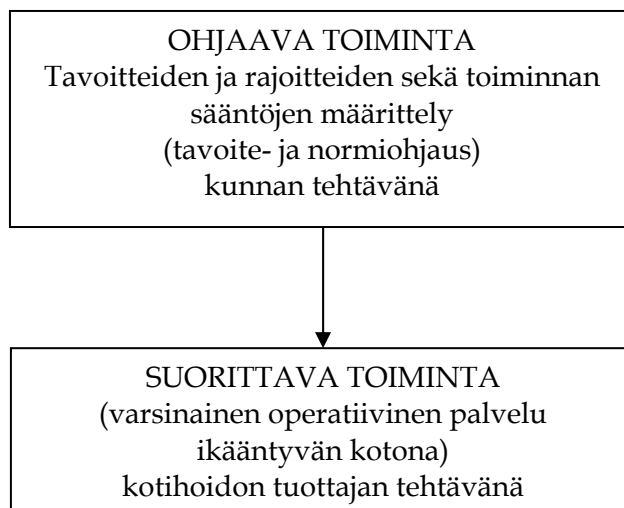 OHJAAVA TOIMINTA
Tavoitteiden ja rajoitteiden sekä toiminnan
sääntöjen määrittely
(tavoite- ja normiohjaus)
kunnan tehtävänä
SUORITTAVA TOIMINTA
(varsinainen operatiivinen palvelu
ikääntyvän kotona)
kotihoidon tuottajan tehtävänä